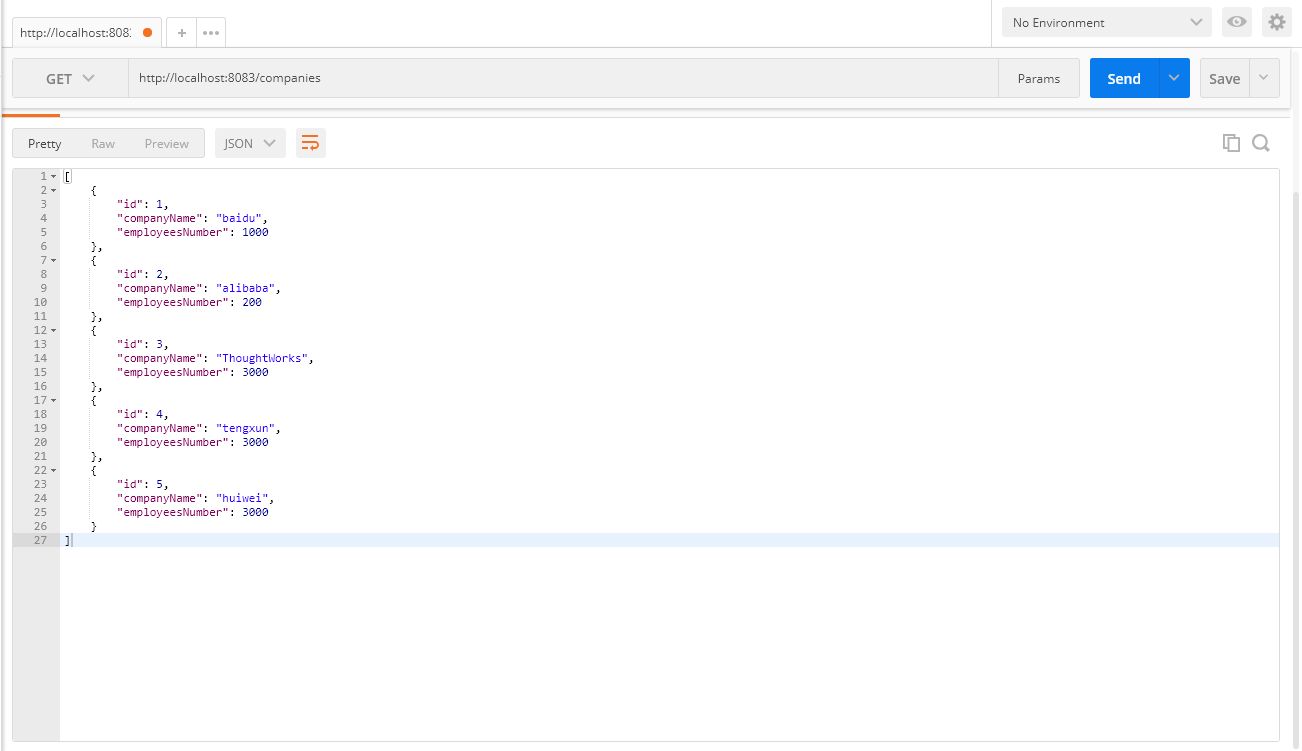 http://localhost:808
No Environment
GET
http://localhost:8083/companies
Params
Send
Save
Pretty
Raw
Preview
JSON
1 [
2 {
3 "id": 1,
4 "companyName": "baidu",
5 "employeesNumber": 1000
6 },
7 {
8 "id": 2,
9 "companyName": "alibaba",
10 "employeesNumber": 200
11 },
12 {
13 "id": 3,
14 "companyName": "ThoughtWorks",
15 "employeesNumber": 3000
16 },
17 {
18 "id": 4,
19 "companyName": "tengxun",
20 "employeesNumber": 3000
21 },
22 {
23 "id": 5,
24 "companyName": "huiwei",
25 "employeesNumber": 3000
26 }
27 ]